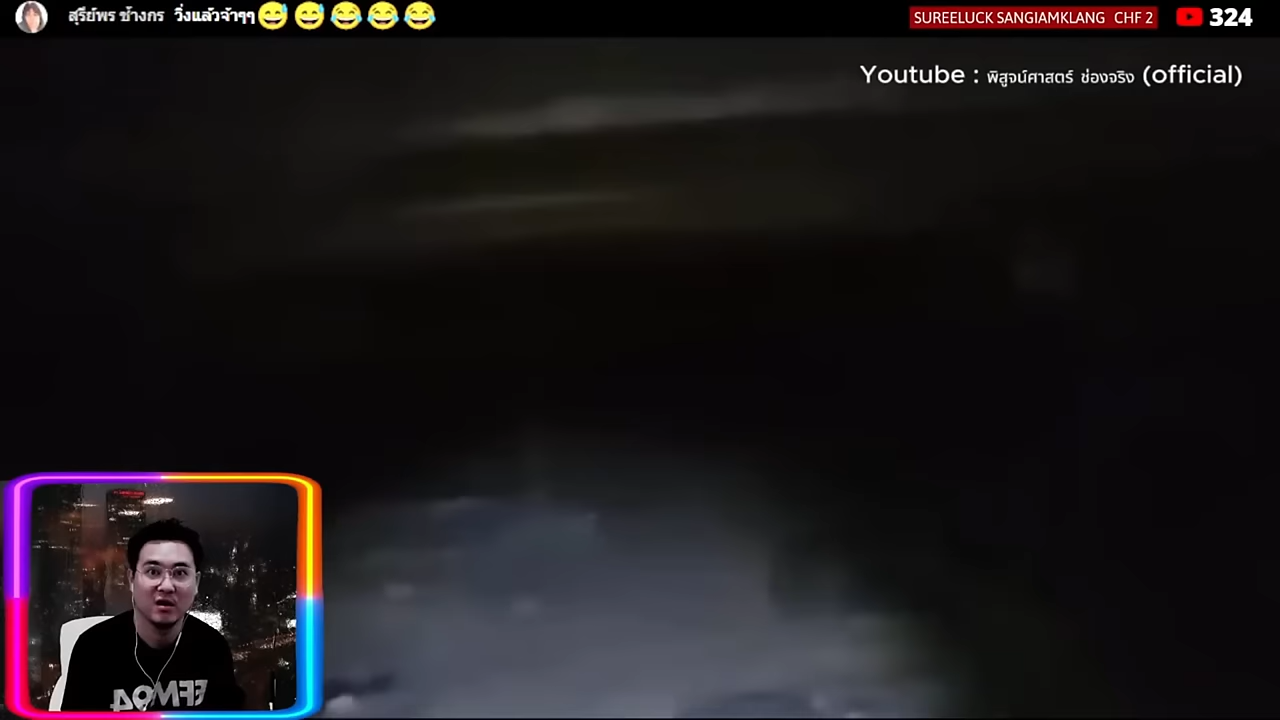 สุรีย์พร ช้างกร วิ่งแล้วจ้าๆๆ😅😅😂😂😂
SUREELUCK SANGIAMKLANG CHF 2
324
Youtube : พิสูจน์ศาสตร์ ช่องจริง (official)
EFM94